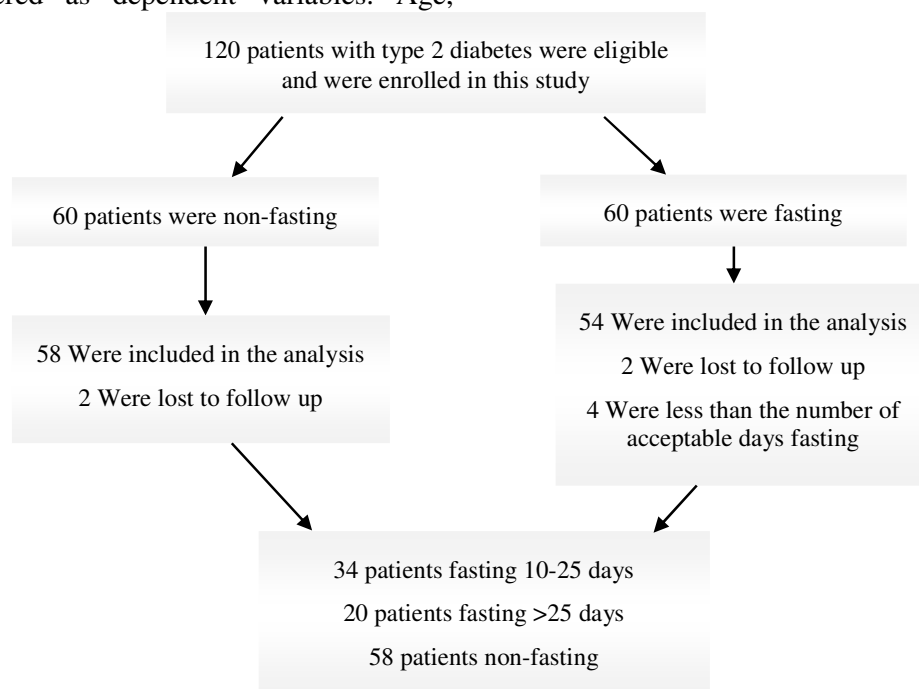 as dependent variables. Age,
120 patients with type 2 diabetes were eligible
and were enrolled in this study
60 patients were non-fasting
60 patients were fasting
58 Were included in the analysis
2 Were lost to follow up
54 Were included in the analysis
2 Were lost to follow up
4 Were less than the number of
acceptable days fasting
34 patients fasting 10-25 days
20 patients fasting >25 days
58 patients non-fasting